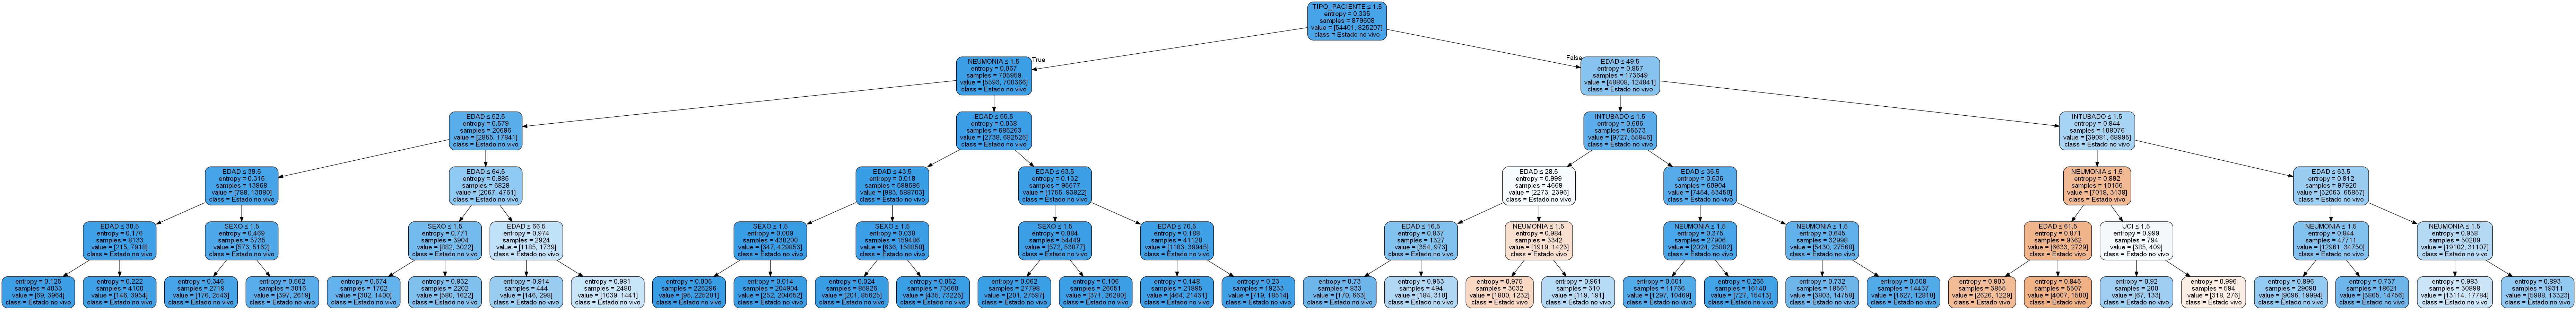 TIPO_PACIENTE ≤ 1.5
entropy = 0.335
samples = 879608
value = [54401, 825207]
class = Estado no vivo
True
False
NEUMONIA ≤ 1.5
entropy = 0.067
samples = 705959
value = [5593, 700366]
class = Estado no vivo
EDAD ≤ 49.5
entropy = 0.857
samples = 173649
value = [48808, 124841]
class = Estado no vivo
EDAD ≤ 52.5
entropy = 0.579
samples = 20696
value = [2855, 17841]
class = Estado no vivo
EDAD ≤ 55.5
entropy = 0.038
samples = 685263
value = [2738, 682525]
class = Estado no vivo
INTUBADO ≤ 1.5
entropy = 0.606
samples = 65573
value = [9727, 55846]
class = Estado no vivo
INTUBADO ≤ 1.5
entropy = 0.944
samples = 108076
value = [39081, 68995]
class = Estado no vivo
EDAD ≤ 39.5
entropy = 0.315
samples = 13868
value = [788, 13080]
class = Estado no vivo
EDAD ≤ 64.5
entropy = 0.885
samples = 6828
value = [2067, 4761]
class = Estado no vivo
EDAD ≤ 43.5
entropy = 0.018
samples = 589686
value = [983, 588703]
class = Estado no vivo
EDAD ≤ 63.5
entropy = 0.132
samples = 95577
value = [1755, 93822]
class = Estado no vivo
EDAD ≤ 28.5
entropy = 0.999
samples = 4669
value = [2273, 2396]
class = Estado no vivo
EDAD ≤ 36.5
entropy = 0.536
samples = 60904
value = [7454, 53450]
class = Estado no vivo
NEUMONIA ≤ 1.5
entropy = 0.892
samples = 10156
value = [7018, 3138]
class = Estado vivo
EDAD ≤ 63.5
entropy = 0.912
samples = 97920
value = [32063, 65857]
class = Estado no vivo
EDAD ≤ 30.5
entropy = 0.176
samples = 8133
value = [215, 7918]
class = Estado no vivo
SEXO ≤ 1.5
entropy = 0.469
samples = 5735
value = [573, 5162]
class = Estado no vivo
SEXO ≤ 1.5
entropy = 0.771
samples = 3904
value = [882, 3022]
class = Estado no vivo
EDAD ≤ 66.5
entropy = 0.974
samples = 2924
value = [1185, 1739]
class = Estado no vivo
SEXO ≤ 1.5
entropy = 0.009
samples = 430200
value = [347, 429853]
class = Estado no vivo
SEXO ≤ 1.5
entropy = 0.038
samples = 159486
value = [636, 158850]
class = Estado no vivo
SEXO ≤ 1.5
entropy = 0.084
samples = 54449
value = [572, 53877]
class = Estado no vivo
EDAD ≤ 70.5
entropy = 0.188
samples = 41128
value = [1183, 39945]
class = Estado no vivo
EDAD ≤ 16.5
entropy = 0.837
samples = 1327
value = [354, 973]
class = Estado no vivo
NEUMONIA ≤ 1.5
entropy = 0.984
samples = 3342
value = [1919, 1423]
class = Estado vivo
NEUMONIA ≤ 1.5
entropy = 0.375
samples = 27906
value = [2024, 25882]
class = Estado no vivo
NEUMONIA ≤ 1.5
entropy = 0.645
samples = 32998
value = [5430, 27568]
class = Estado no vivo
EDAD ≤ 61.5
entropy = 0.871
samples = 9362
value = [6633, 2729]
class = Estado vivo
UCI ≤ 1.5
entropy = 0.999
samples = 794
value = [385, 409]
class = Estado no vivo
NEUMONIA ≤ 1.5
entropy = 0.844
samples = 47711
value = [12961, 34750]
class = Estado no vivo
NEUMONIA ≤ 1.5
entropy = 0.958
samples = 50209
value = [19102, 31107]
class = Estado no vivo
entropy = 0.125
samples = 4033
value = [69, 3964]
class = Estado no vivo
entropy = 0.222
samples = 4100
value = [146, 3954]
class = Estado no vivo
entropy = 0.346
samples = 2719
value = [176, 2543]
class = Estado no vivo
entropy = 0.562
samples = 3016
value = [397, 2619]
class = Estado no vivo
entropy = 0.674
samples = 1702
value = [302, 1400]
class = Estado no vivo
entropy = 0.832
samples = 2202
value = [580, 1622]
class = Estado no vivo
entropy = 0.914
samples = 444
value = [146, 298]
class = Estado no vivo
entropy = 0.981
samples = 2480
value = [1039, 1441]
class = Estado no vivo
entropy = 0.005
samples = 225296
value = [95, 225201]
class = Estado no vivo
entropy = 0.014
samples = 204904
value = [252, 204652]
class = Estado no vivo
entropy = 0.024
samples = 85826
value = [201, 85625]
class = Estado no vivo
entropy = 0.052
samples = 73660
value = [435, 73225]
class = Estado no vivo
entropy = 0.062
samples = 27798
value = [201, 27597]
class = Estado no vivo
entropy = 0.106
samples = 26651
value = [371, 26280]
class = Estado no vivo
entropy = 0.148
samples = 21895
value = [464, 21431]
class = Estado no vivo
entropy = 0.23
samples = 19233
value = [719, 18514]
class = Estado no vivo
entropy = 0.73
samples = 833
value = [170, 663]
class = Estado no vivo
entropy = 0.953
samples = 494
value = [184, 310]
class = Estado no vivo
entropy = 0.975
samples = 3032
value = [1800, 1232]
class = Estado vivo
entropy = 0.961
samples = 310
value = [119, 191]
class = Estado no vivo
entropy = 0.501
samples = 11766
value = [1297, 10469]
class = Estado no vivo
entropy = 0.265
samples = 16140
value = [727, 15413]
class = Estado no vivo
entropy = 0.732
samples = 18561
value = [3803, 14758]
class = Estado no vivo
entropy = 0.508
samples = 14437
value = [1627, 12810]
class = Estado no vivo
entropy = 0.903
samples = 3855
value = [2626, 1229]
class = Estado vivo
entropy = 0.845
samples = 5507
value = [4007, 1500]
class = Estado vivo
entropy = 0.92
samples = 200
value = [67, 133]
class = Estado no vivo
entropy = 0.996
samples = 594
value = [318, 276]
class = Estado vivo
entropy = 0.896
samples = 29090
value = [9096, 19994]
class = Estado no vivo
entropy = 0.737
samples = 18621
value = [3865, 14756]
class = Estado no vivo
entropy = 0.983
samples = 30898
value = [13114, 17784]
class = Estado no vivo
entropy = 0.893
samples = 19311
value = [5988, 13323]
class = Estado no vivo